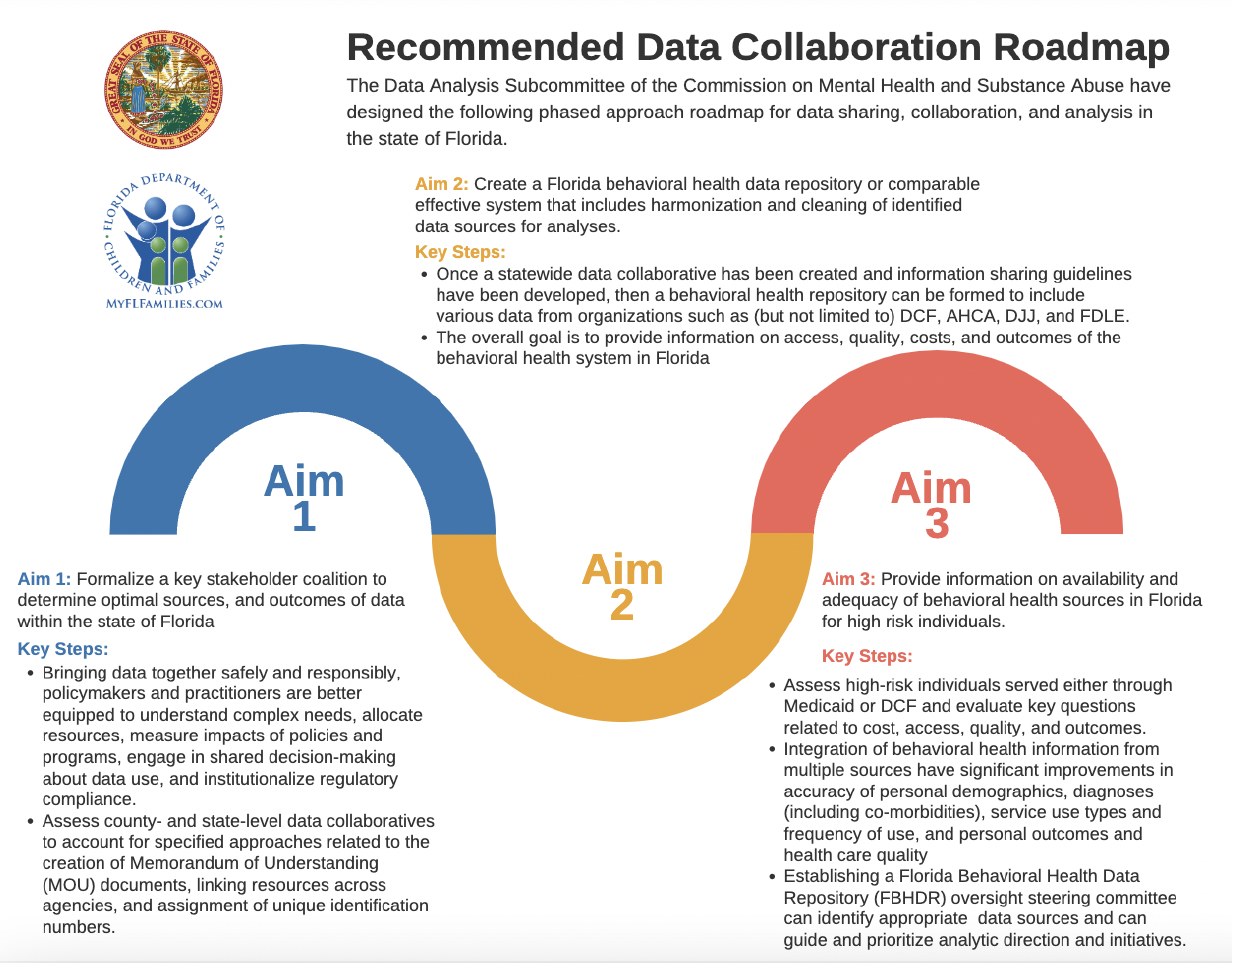 GREAT SEAL OF THE STATE OF FLORIDA
IN GOD WE TRUST
Recommended Data Collaboration Roadmap
The Data Analysis Subcommittee of the Commission on Mental Health and Substance Abuse have
designed the following phased approach roadmap for data sharing, collaboration, and analysis in
the state of Florida.
FLORIDA DEPARTMENT OF
CHILDREN AND FAMILIES
MYFLFAMILIES.COM
Aim 2: Create a Florida behavioral health data repository or comparable
effective system that includes harmonization and cleaning of identified
data sources for analyses.
Key Steps:
• Once a statewide data collaborative has been created and information sharing guidelines
have been developed, then a behavioral health repository can be formed to include
various data from organizations such as (but not limited to) DCF, AHCA, DJJ, and FDLE.
• The overall goal is to provide information on access, quality, costs, and outcomes of the
behavioral health system in Florida
Aim
1
Aim
2
Aim
3
Aim 1: Formalize a key stakeholder coalition to
determine optimal sources, and outcomes of data
within the state of Florida
Key Steps:
• Bringing data together safely and responsibly,
policymakers and practitioners are better
equipped to understand complex needs, allocate
resources, measure impacts of policies and
programs, engage in shared decision-making
about data use, and institutionalize regulatory
compliance.
• Assess county- and state-level data collaboratives
to account for specified approaches related to the
creation of Memorandum of Understanding
(MOU) documents, linking resources across
agencies, and assignment of unique identification
numbers.
Aim 3: Provide information on availability and
adequacy of behavioral health sources in Florida
for high risk individuals.
Key Steps:
• Assess high-risk individuals served either through
Medicaid or DCF and evaluate key questions
related to cost, access, quality, and outcomes.
• Integration of behavioral health information from
multiple sources have significant improvements in
accuracy of personal demographics, diagnoses
(including co-morbidities), service use types and
frequency of use, and personal outcomes and
health care quality
• Establishing a Florida Behavioral Health Data
Repository (FBHDR) oversight steering committee
can identify appropriate  data sources and can
guide and prioritize analytic direction and initiatives.